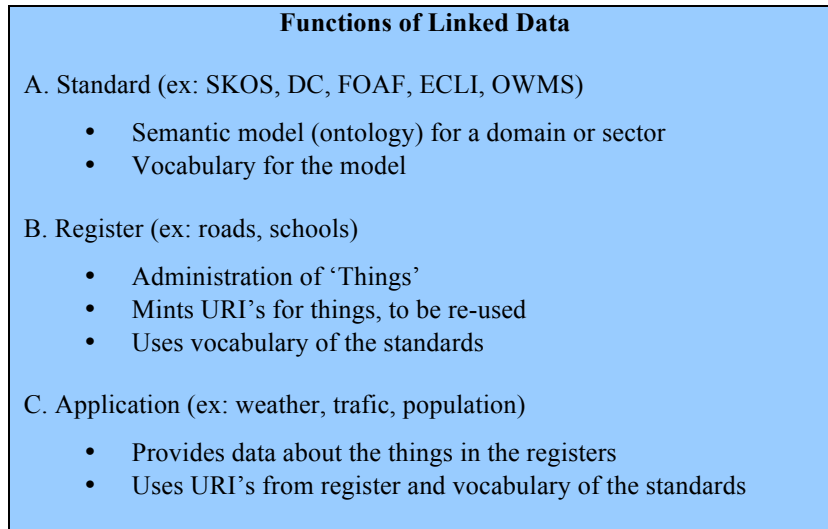 Functions of Linked Data
A. Standard (ex: SKOS, DC, FOAF, ECLI, OWMS)
• Semantic model (ontology) for a domain or sector
• Vocabulary for the model
B. Register (ex: roads, schools)
• Administration of ‘Things’
• Mints URI’s for things, to be re-used
• Uses vocabulary of the standards
C. Application (ex: weather, trafic, population)
• Provides data about the things in the registers
• Uses URI’s from register and vocabulary of the standards